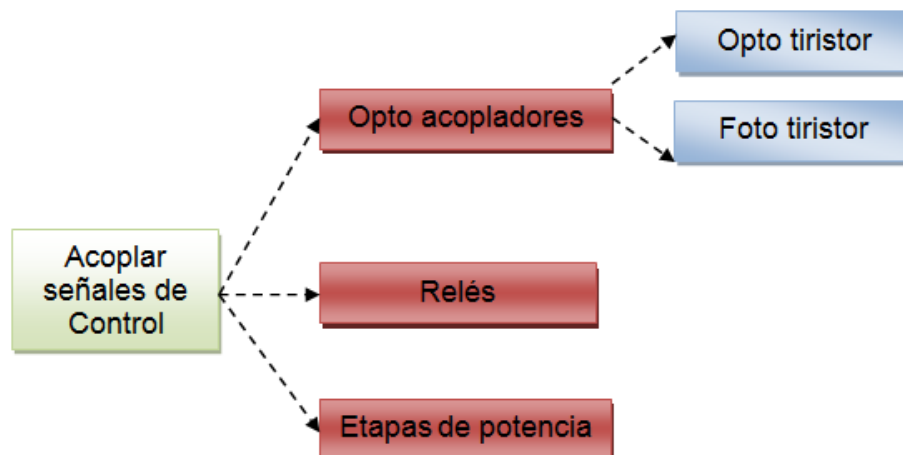 Opto tiristor
Opto acopladores
Foto tiristor
Acoplar
señales de
Control
Relés
Etapas de potencia